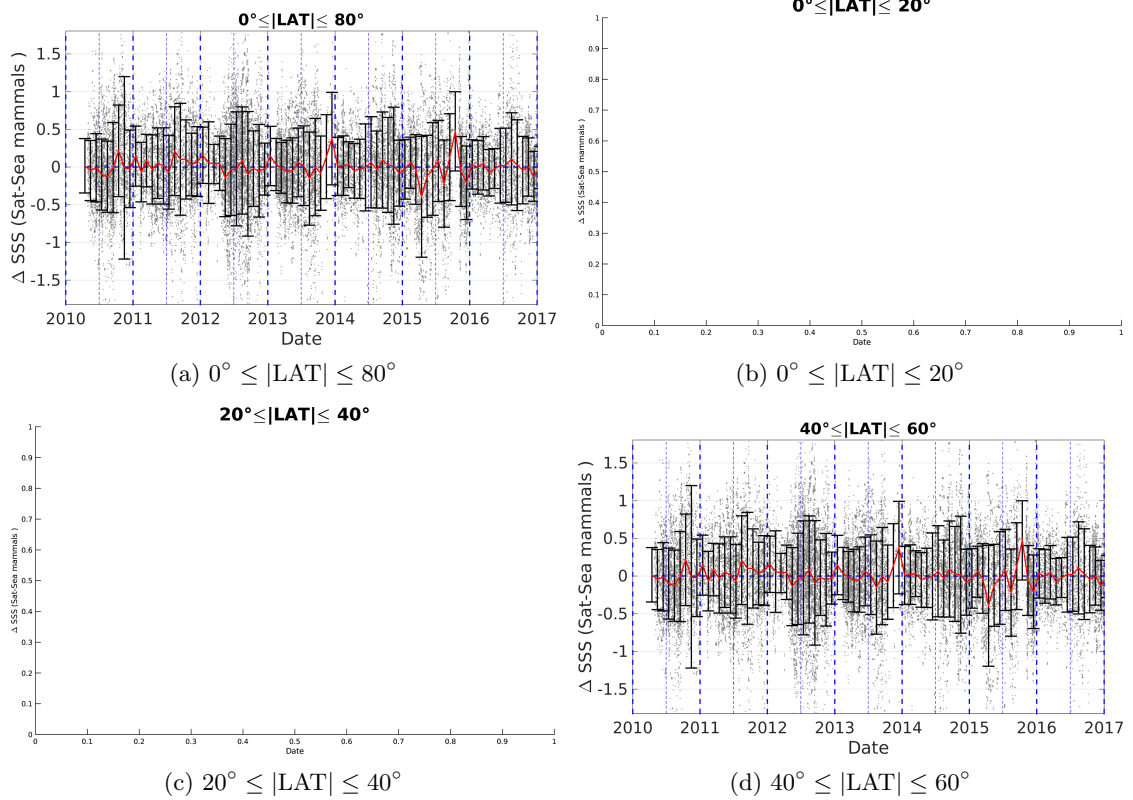 0°≤|LAT|≤ 80°
Δ SSS (Sat-Sea mammals )
1.5
1
0.5
0
-0.5
-1
-1.5
2010 2011 2012 2013 2014 2015 2016 2017
Date
(a) 0° ≤ |LAT| ≤ 80°
0°≤|LAT|≤ 20°
Δ SSS (Sat-Sea mammals )
1
0.9
0.8
0.7
0.6
0.5
0.4
0.3
0.2
0.1
0
0 0.1 0.2 0.3 0.4 0.5 0.6 0.7 0.8 0.9 1
Date
(b) 0° ≤ |LAT| ≤ 20°
20°≤|LAT|≤ 40°
Δ SSS (Sat-Sea mammals )
1
0.9
0.8
0.7
0.6
0.5
0.4
0.3
0.2
0.1
0
0 0.1 0.2 0.3 0.4 0.5 0.6 0.7 0.8 0.9 1
Date
(c) 20° ≤ |LAT| ≤ 40°
40°≤|LAT|≤ 60°
Δ SSS (Sat-Sea mammals )
1.5
1
0.5
0
-0.5
-1
-1.5
2010 2011 2012 2013 2014 2015 2016 2017
Date
(d) 40° ≤ |LAT| ≤ 60°